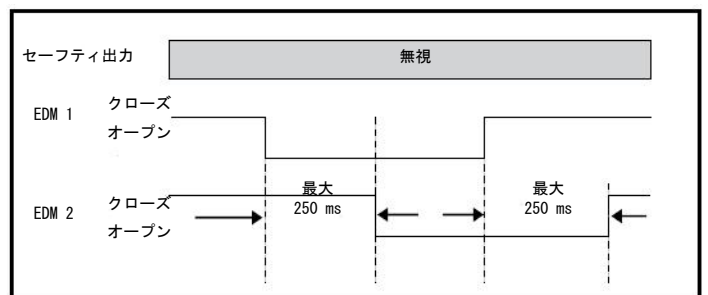 セーフティ出力
無視
EDM 1
クローズ
オープン
最大
250 ms
最大
250 ms
EDM 2
クローズ
オープン